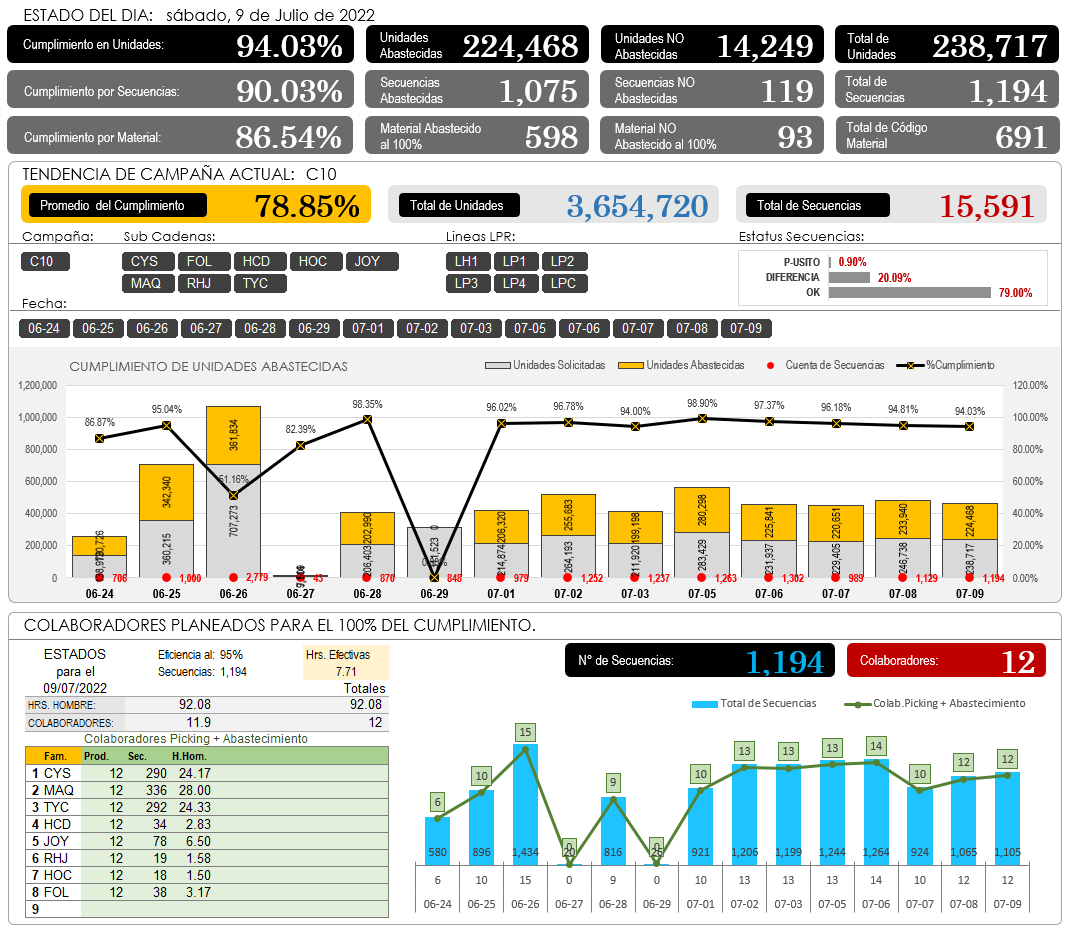 ESTADO DEL DIA: sábado, 9 de Julio de 2022
Cumplimiento en Unidades: 94.03%
Unidades Abastecidas 224,468
Unidades NO Abastecidas 14,249
Total de Unidades 238,717
Cumplimiento por Secuencias: 90.03%
Secuencias Abastecidas 1,075
Secuencias NO Abastecidas 119
Total de Secuencias 1,194
Cumplimiento por Material: 86.54%
Material Abastecido al 100% 598
Material NO Abastecido al 100% 93
Total de Código Material 691
TENDENCIA DE CAMPAÑA ACTUAL: C10
Promedio del Cumplimiento 78.85%
Total de Unidades 3,654,720
Total de Secuencias 15,591
Campaña: Sub Cadenas: Lineas LPR: Estatus Secuencias:
C10 CYS FOL HCD HOC JOY LH1 LP1 LP2
MAQ RHJ TYC LP3 LP4 LPC
P-USITO 0.90%
DIFERENCIA 20.09%
OK 79.00%
Fecha:
06-24 06-25 06-26 06-27 06-28 06-29 07-01 07-02 07-03 07-05 07-06 07-07 07-08 07-09
CUMPLIMIENTO DE UNIDADES ABASTECIDAS
Unidades Solicitadas Unidades Abastecidas Cuenta de Secuencias %Cumplimiento
1,200,000 1,000,000 800,000 600,000 400,000 200,000 0
120.00% 100.00% 80.00% 60.00% 40.00% 20.00% 0.00%
86.87% 95.04% 51.16% 82.39% 98.35% 96.02% 96.78% 94.00% 98.90% 97.37% 96.18% 94.81% 94.03%
342,340 361,834 202,990 0 206,320 255,683 199,198 280,298 225,841 220,651 233,940 224,468
360,215 707,273 206,403 214,874 264,193 211,920 283,429 231,937 229,405 246,738 238,717
706 1,000 2,779 43 870 848 979 1,252 1,237 1,263 1,302 989 1,129 1,194
06-24 06-25 06-26 06-27 06-28 06-29 07-01 07-02 07-03 07-05 07-06 07-07 07-08 07-09
COLABORADORES PLANEADOS PARA EL 100% DEL CUMPLIMIENTO.
ESTADOS para el 09/07/2022
Eficiencia al: 95%
Secuencias: 1,194
Hrs. Efectivas
7.71
Totales
HRS. HOMBRE: 92.08 92.08
COLABORADORES: 11.9 12
Colaboradores Picking + Abastecimiento
Fam. Prod. Sec. H.Hom.
1 CYS 12 290 24.17
2 MAQ 12 336 28.00
3 TYC 12 292 24.33
4 HCD 12 34 2.83
5 JOY 12 78 6.50
6 RHJ 12 19 1.58
7 HOC 12 18 1.50
8 FOL 12 38 3.17
9
N° de Secuencias: 1,194
Colaboradores: 12
Total de Secuencias Colab.Picking + Abastecimiento
6 10 15 0 9 0 10 13 13 13 14 10 12 12
580 896 1,434 20 816 26 921 1,206 1,199 1,244 1,264 924 1,065 1,105
6 10 15 0 9 0 10 13 13 13 14 10 12 12
06-24 06-25 06-26 06-27 06-28 06-29 07-01 07-02 07-03 07-05 07-06 07-07 07-08 07-09